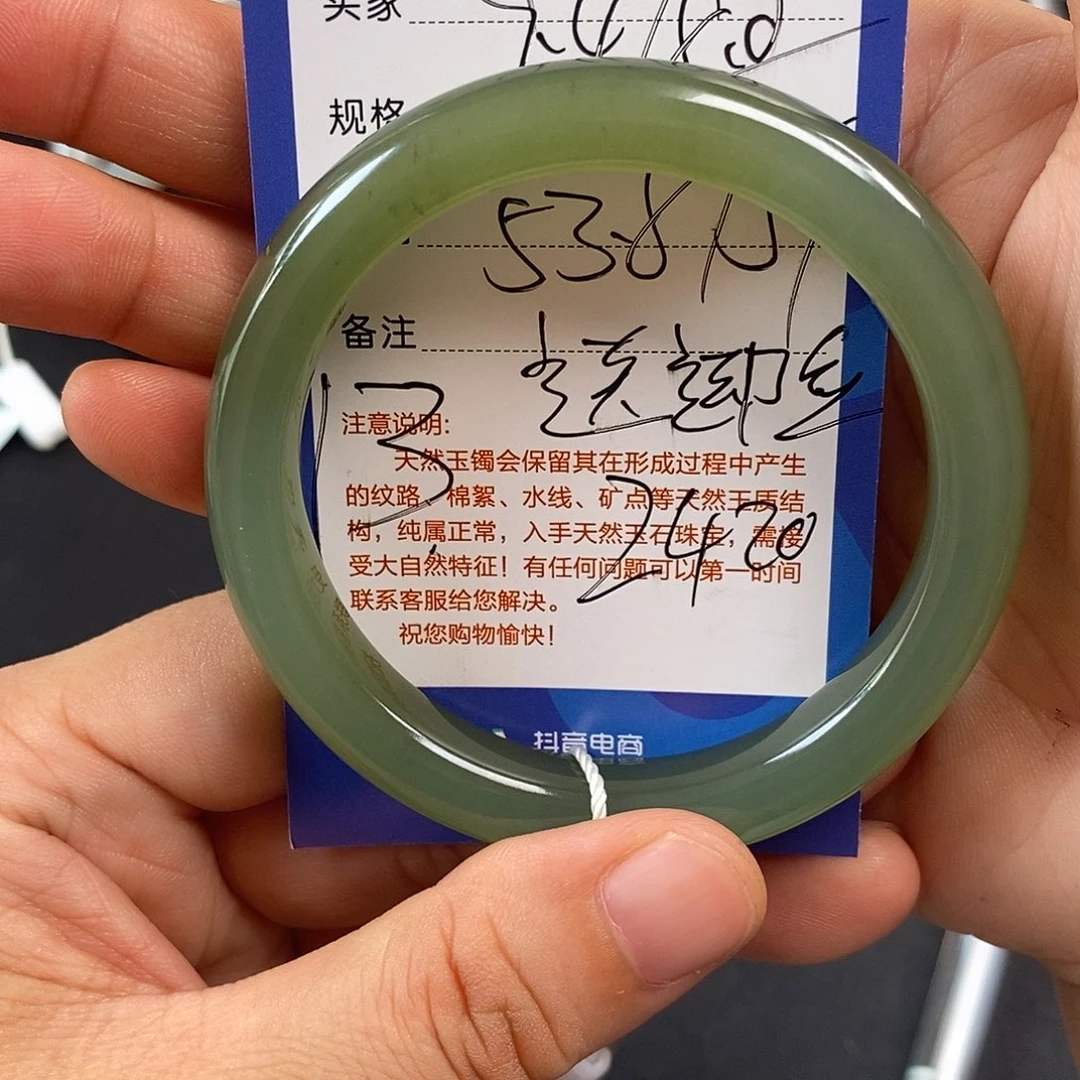 买家
规格
538
备注
13
注意说明:
天然玉镯会保留其在形成过程中产生
的纹路、棉絮、水线、矿点等天然玉质结
构，纯属正常，入手天然玉石珠宝，需接
受大自然特征！有任何问题可以第一时间
联系客服给您解决。
祝您购物愉快！
2420
抖音电商